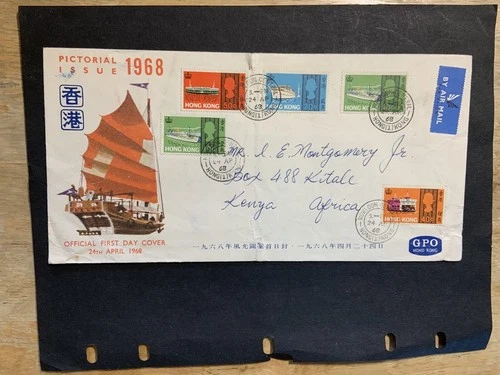 PICTORIAL
ISSUE 1968
香
港
HONG KONG
HONG KONG
HONG KONG
HONG KONG
HONG KONG
BY AIR MAIL
24 AP
68
Mr. I. E. Montgomery Jr.
Box 488 Kitale
Kenya Africa
OFFICIAL FIRST DAY COVER
24TH APRIL 1968
一九六八年風光圖案首日封·一九六八年四月二十四日
GPO
HONG KONG